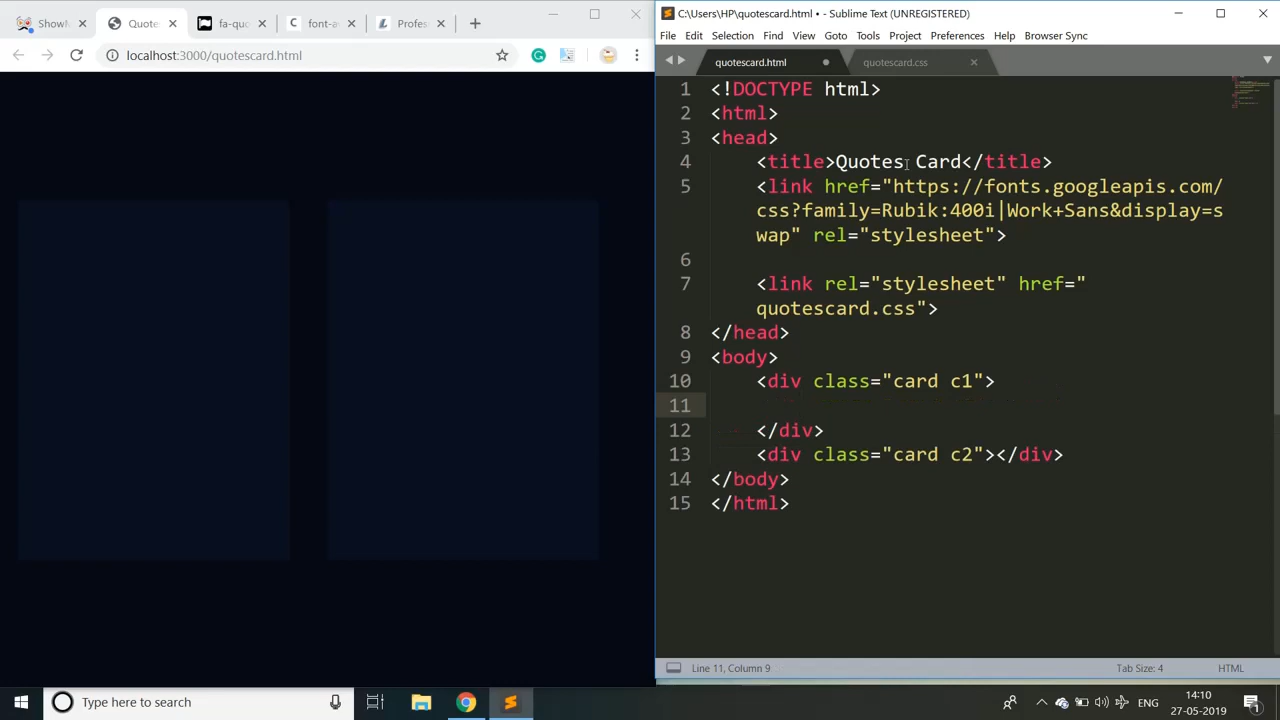 ShowM
Quote
fa-quo
font-av
Profes
localhost:3000/quotescard.html
C:\Users\HP\quotescard.html • - Sublime Text (UNREGISTERED)
File Edit Selection Find View Goto Tools Project Preferences Help Browser Sync
quotescard.html
quotescard.css
1 <!DOCTYPE html>
2 <html>
3 <head>
4 <title>Quotes Card</title>
5 <link href="https://fonts.googleapis.com/
css?family=Rubik:400i|Work+Sans&display=s
wap" rel="stylesheet">
6
7 <link rel="stylesheet" href="
quotescard.css">
8 </head>
9 <body>
10 <div class="card c1">
11
12 </div>
13 <div class="card c2"></div>
14 </body>
15 </html>
Line 11, Column 9
Tab Size: 4
HTML
Type here to search
ENG
14:10
27-05-2019
1